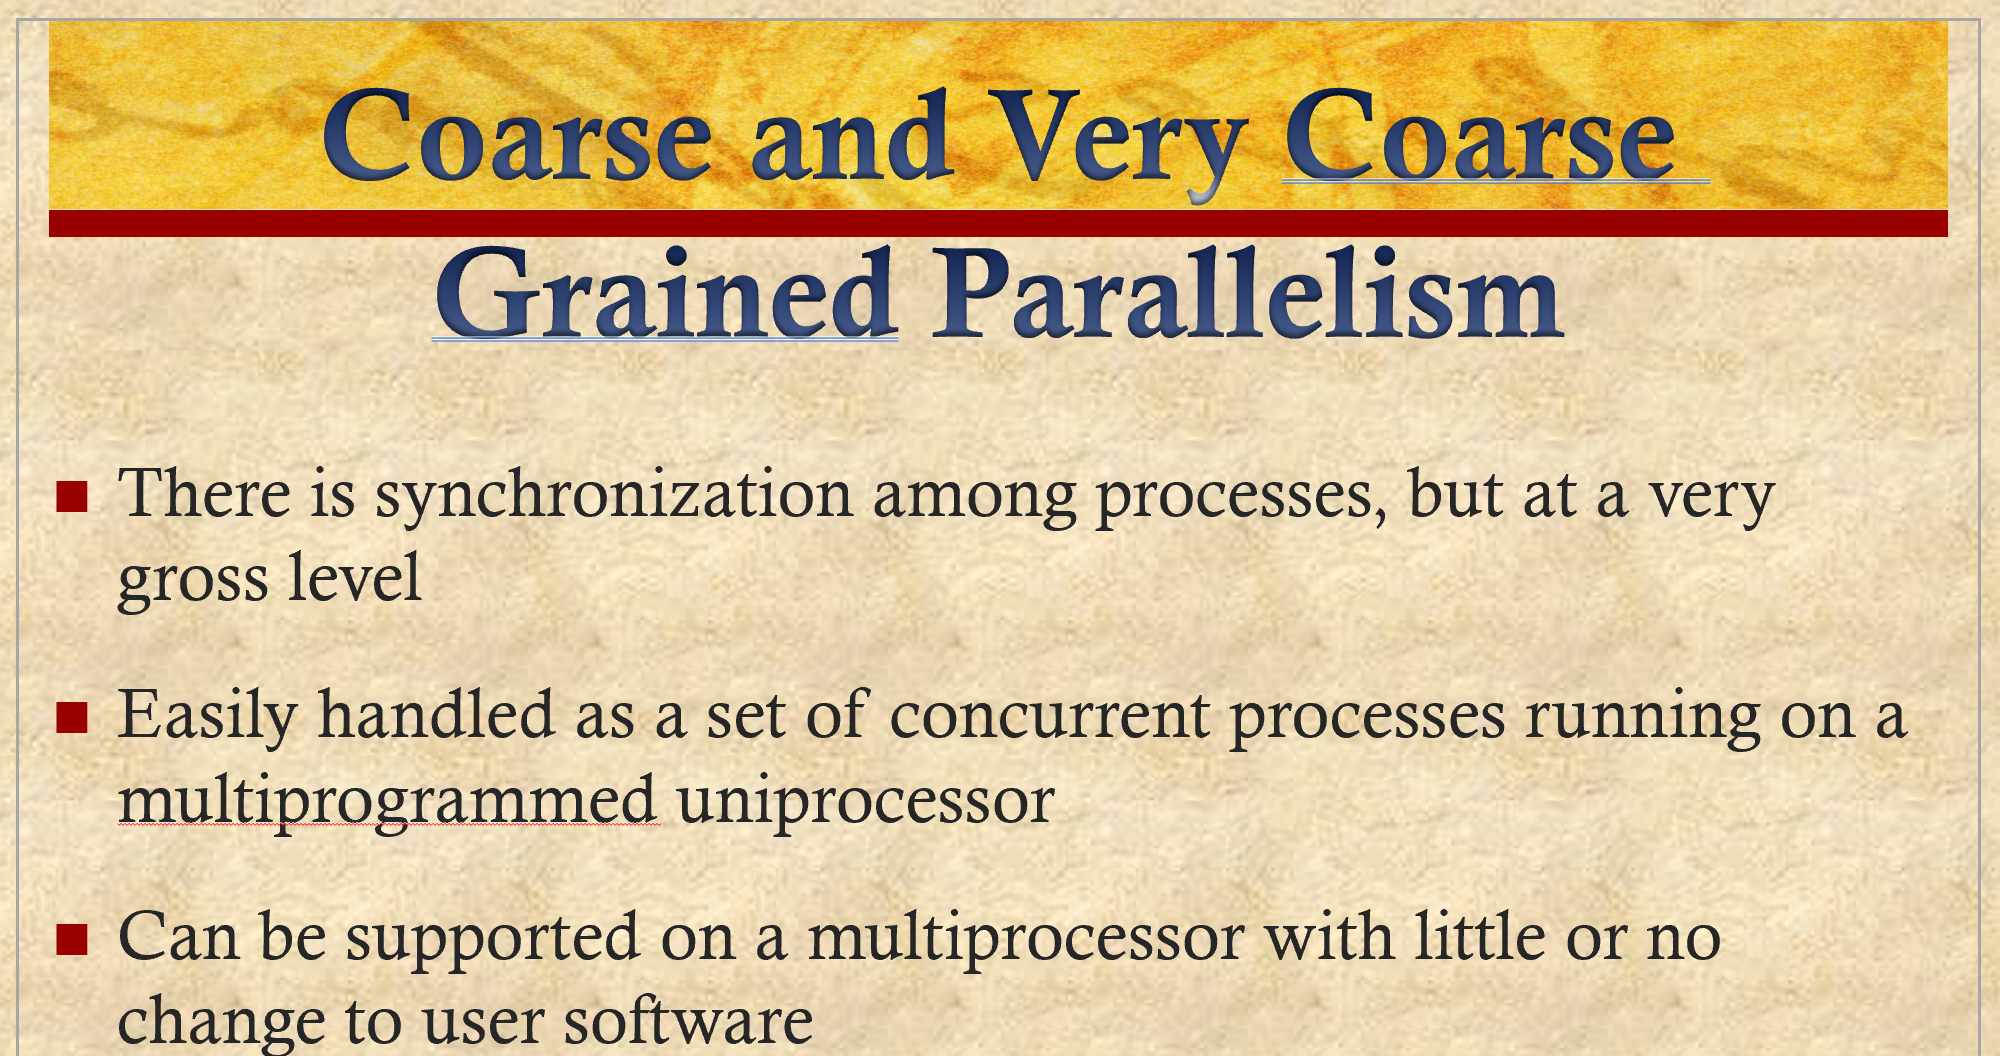 Coarse and Very Coarse
Grained Parallelism
There is synchronization among processes, but at a very
gross level
Easily handled as a set of concurrent processes running on a
multiprogrammed uniprocessor
Can be supported on a multiprocessor with little or no
change to user software